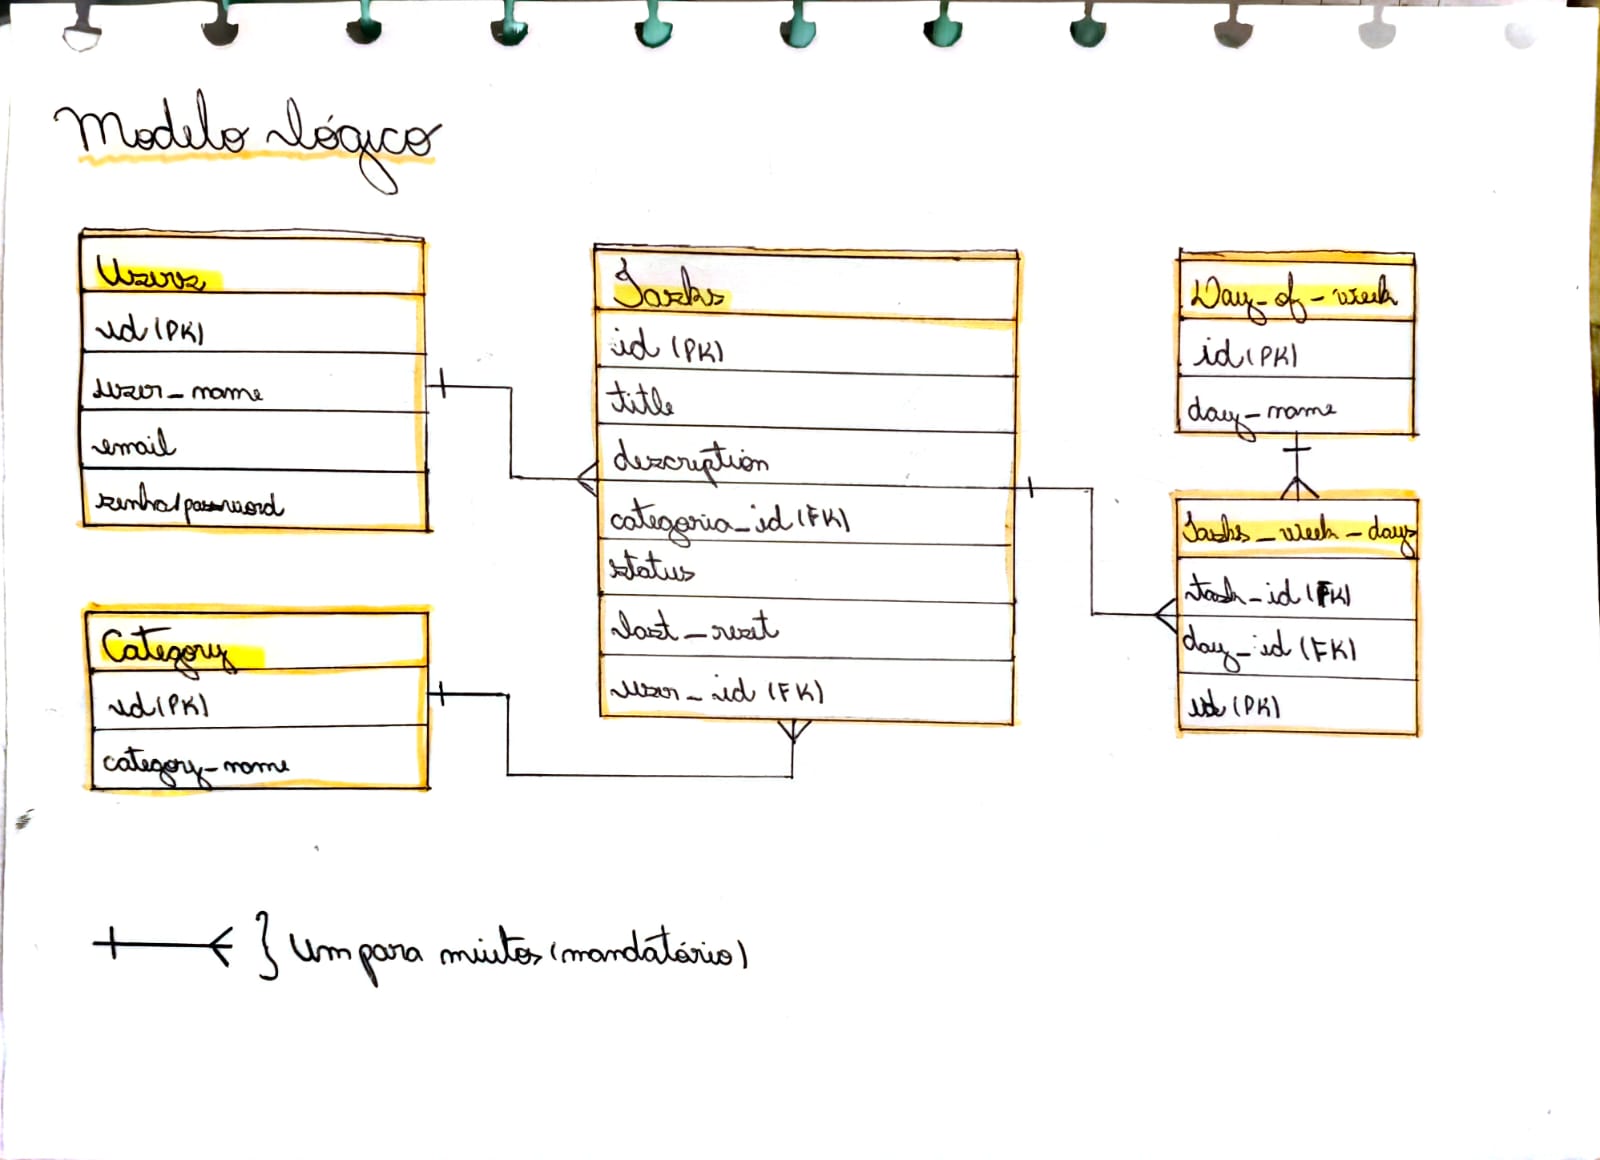 Modelo lógico
Users
id (PK)
user_name
email
senha/password
Category
id (PK)
category_name
Tasks
id (PK)
title
description
categoria_id (FK)
status
last_reset
user_id (FK)
Day_of_week
id (PK)
day_name
Tasks_week_days
task_id (FK)
day_id (FK)
id (PK)
Um para muitos (mandatário)